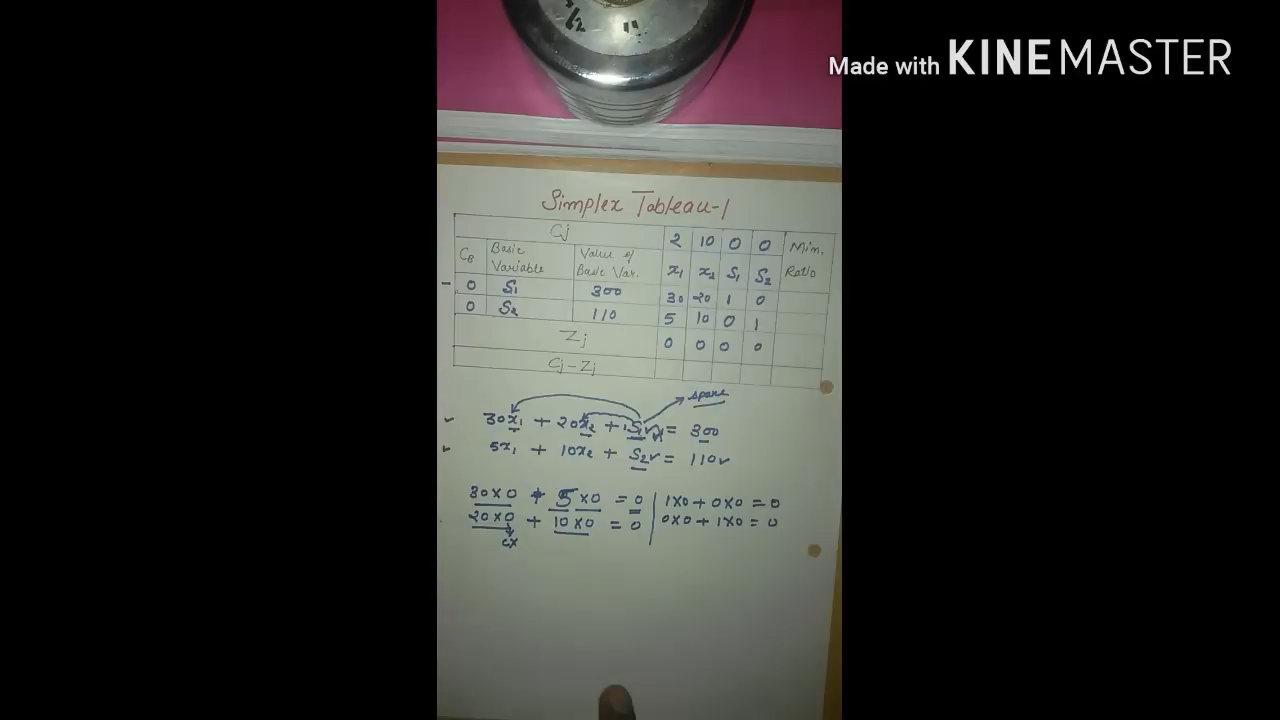 1/2 "
Made with KINEMASTER
Simplex Tableau-1
Cj 2 10 0 0 Min. Ratio
CB Basic Variable Value of Basic Var. x1 x2 S1 S2
- 0 S1 300 30 20 1 0
0 S2 110 5 10 0 1
Zj 0 0 0 0
Cj - Zj
spare
30x1 + 20x2 + 1S1 = 300
5x1 + 10x2 + S2 = 110
30×0 + 5×0 = 0 | 1×0 + 0×0 = 0
20×0 + 10×0 = 0 | 0×0 + 1×0 = 0